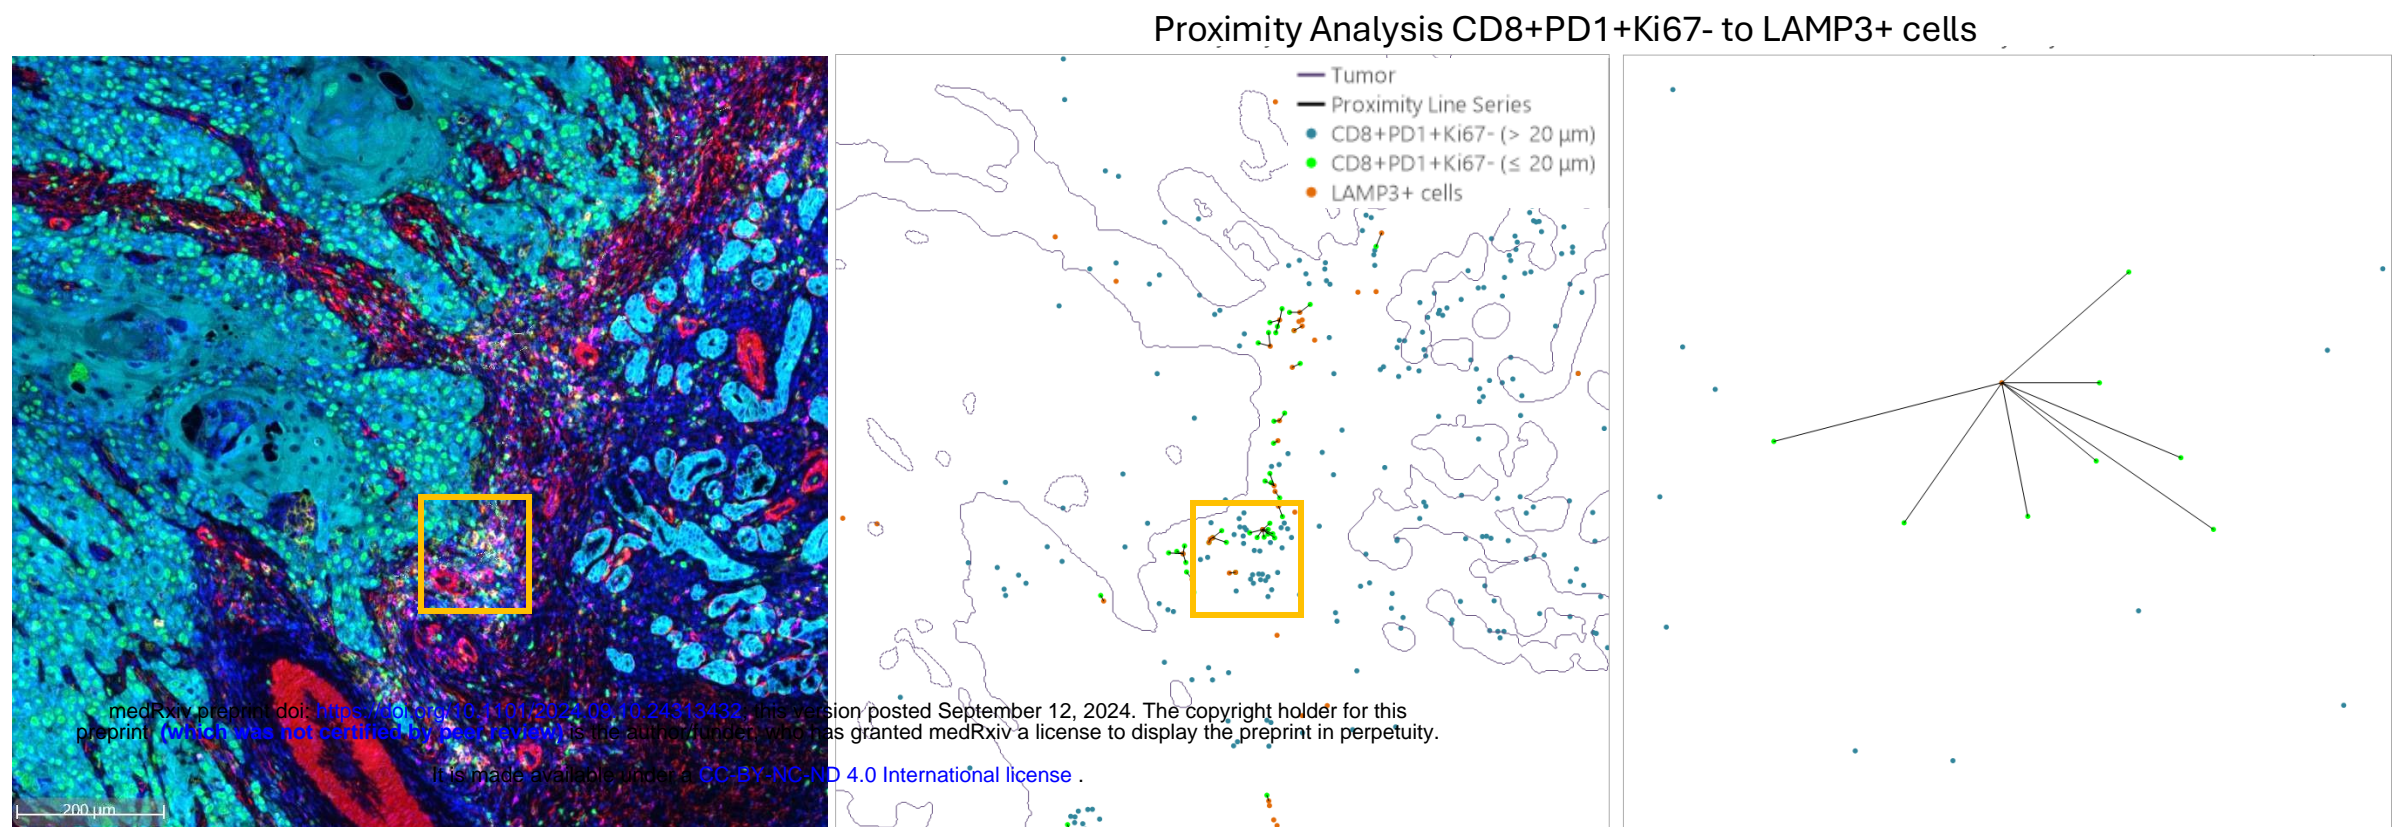 Proximity Analysis CD8+PD1+Ki67- to LAMP3+ cells
Tumor
Proximity Line Series
CD8+PD1+Ki67- (> 20 µm)
CD8+PD1+Ki67- (≤ 20 µm)
LAMP3+ cells
medRxiv preprint doi: https://doi.org/10.1101/2024.09.10.24313432; this version posted September 12, 2024. The copyright holder for this
preprint (which was not certified by peer review) is the author/funder, who has granted medRxiv a license to display the preprint in perpetuity.
It is made available under a CC-BY-NC-ND 4.0 International license .
200 µm